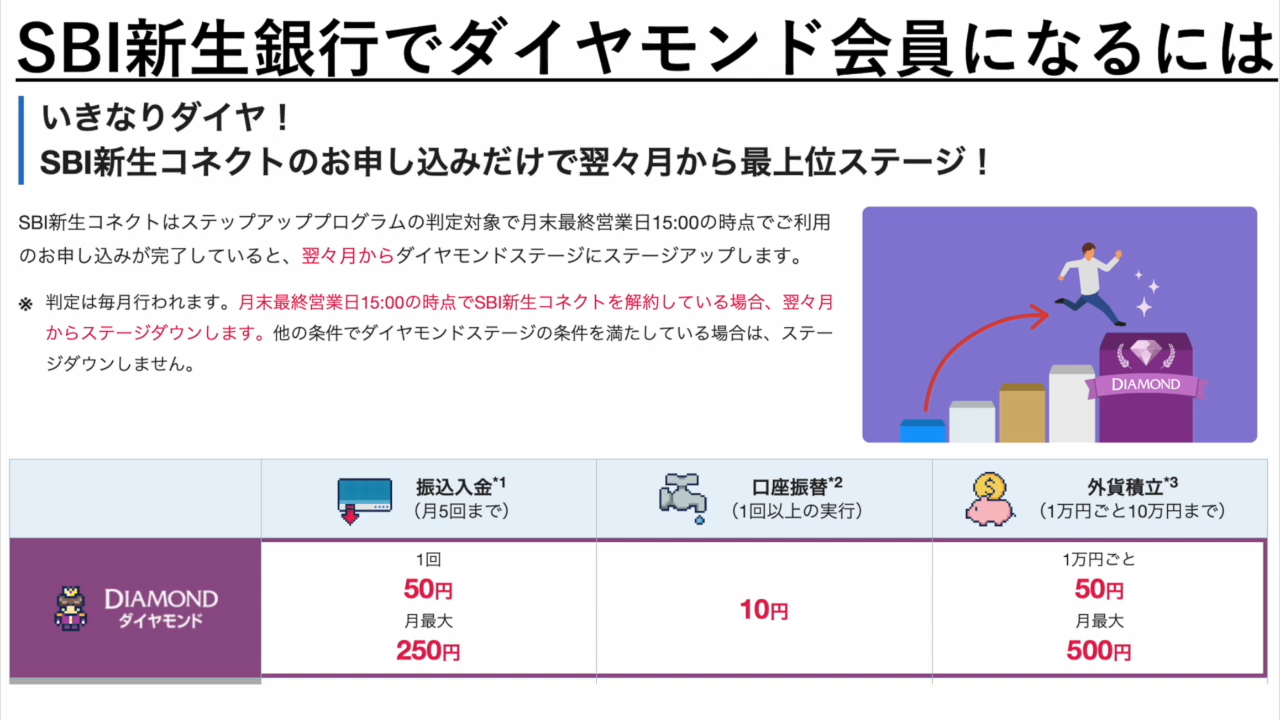 SBI新生銀行でダイヤモンド会員になるには
いきなりダイヤ！
SBI新生コネクトのお申し込みだけで翌々月から最上位ステージ！
SBI新生コネクトはステップアッププログラムの判定対象で月末最終営業日15:00の時点でご利用
のお申し込みが完了していると、翌々月からダイヤモンドステージにステージアップします。
※ 判定は毎月行われます。月末最終営業日15:00の時点でSBI新生コネクトを解約している場合、翌々月
からステージダウンします。他の条件でダイヤモンドステージの条件を満たしている場合は、ステー
ジダウンしません。
DIAMOND
振込入金*1
（月5回まで）
口座振替*2
（1回以上の実行）
外貨積立*3
（1万円ごと10万円まで）
DIAMOND
ダイヤモンド
1回
50円
月最大
250円
10円
1万円ごと
50円
月最大
500円